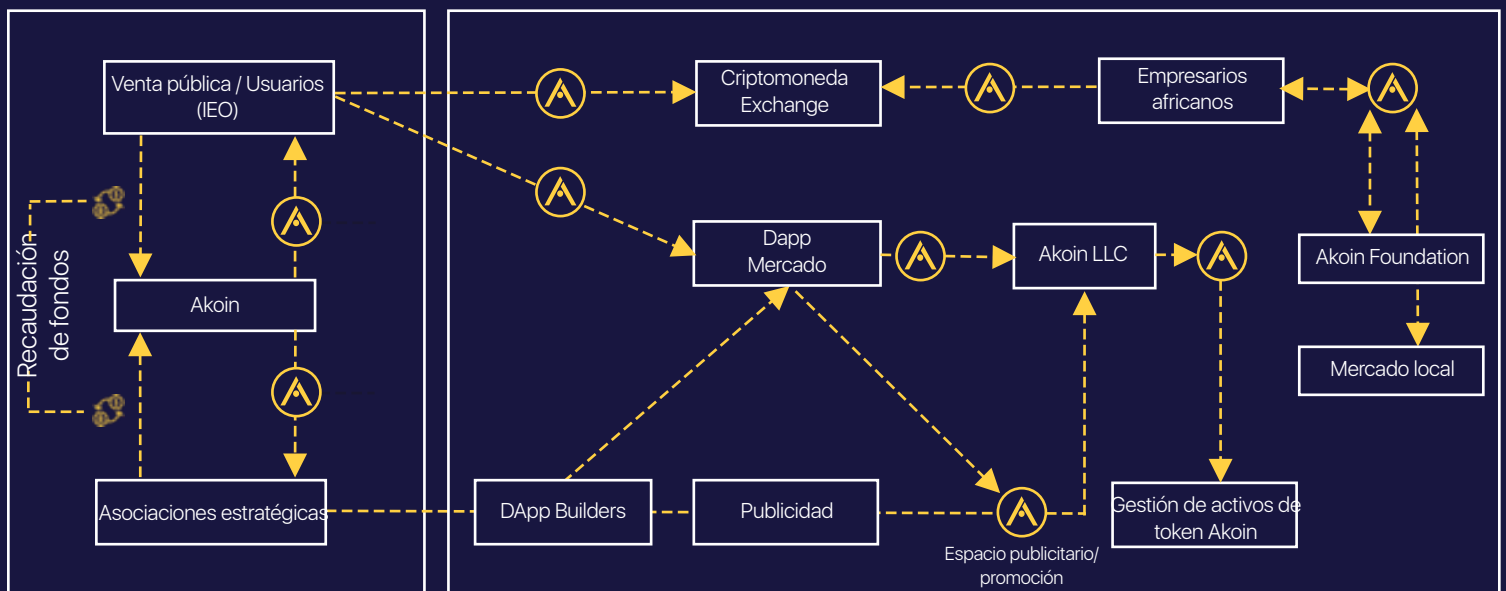 Venta pública / Usuarios
(IEO)
Recaudación
de fondos
Akoin
Asociaciones estratégicas
Criptomoneda
Exchange
Empresarios
africanos
Dapp
Mercado
Akoin LLC
Akoin Foundation
Mercado local
DApp Builders
Publicidad
Espacio publicitario/
promoción
Gestión de activos de
token Akoin